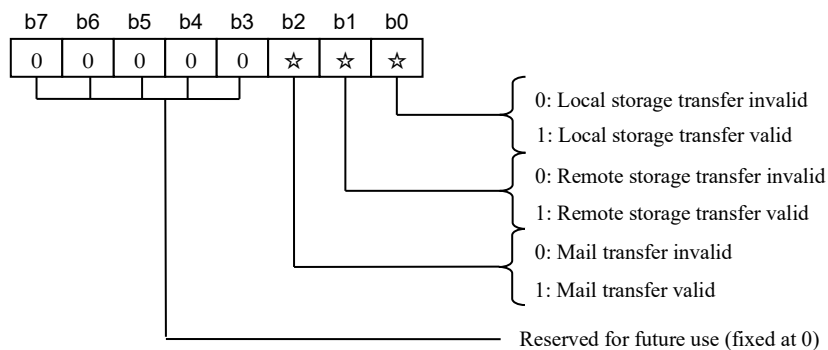 b7 b6 b5 b4 b3 b2 b1 b0
0 0 0 0 0 ☆ ☆ ☆
0: Local storage transfer invalid
1: Local storage transfer valid
0: Remote storage transfer invalid
1: Remote storage transfer valid
0: Mail transfer invalid
1: Mail transfer valid
Reserved for future use (fixed at 0)